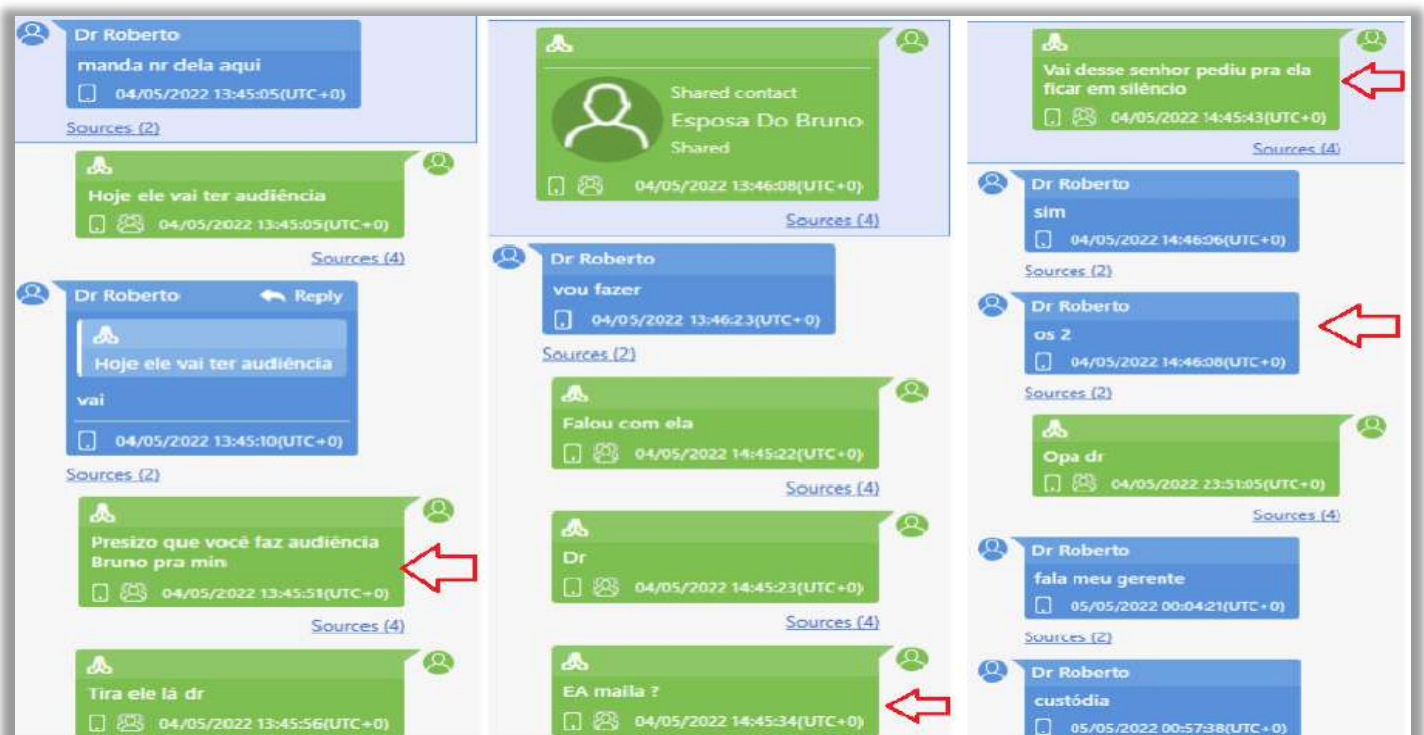 Dr Roberto
manda nr dela aqui
04/05/2022 13:45:05(UTC+0)
Sources (2)
Hoje ele vai ter audiência
04/05/2022 13:45:05(UTC+0)
Sources (4)
Dr Roberto
Reply
Hoje ele vai ter audiência
vai
04/05/2022 13:45:10(UTC+0)
Sources (2)
Presizo que você faz audiência
Bruno pra min
04/05/2022 13:45:51(UTC+0)
Sources (4)
Tira ele lá dr
04/05/2022 13:45:56(UTC+0)
Shared contact
Esposa Do Bruno
Shared
04/05/2022 13:46:08(UTC+0)
Sources (4)
Dr Roberto
vou fazer
04/05/2022 13:46:23(UTC+0)
Sources (2)
Falou com ela
04/05/2022 14:45:22(UTC+0)
Sources (4)
Dr
04/05/2022 14:45:23(UTC+0)
Sources (4)
EA maila ?
04/05/2022 14:45:34(UTC+0)
Vai desse senhor pediu pra ela
ficar em silêncio
04/05/2022 14:45:43(UTC+0)
Sources (4)
Dr Roberto
sim
04/05/2022 14:46:06(UTC+0)
Sources (2)
Dr Roberto
os 2
04/05/2022 14:46:08(UTC+0)
Sources (2)
Opa dr
04/05/2022 23:51:05(UTC+0)
Sources (4)
Dr Roberto
fala meu gerente
05/05/2022 00:04:21(UTC+0)
Sources (2)
Dr Roberto
custódia
05/05/2022 00:57:38(UTC+0)